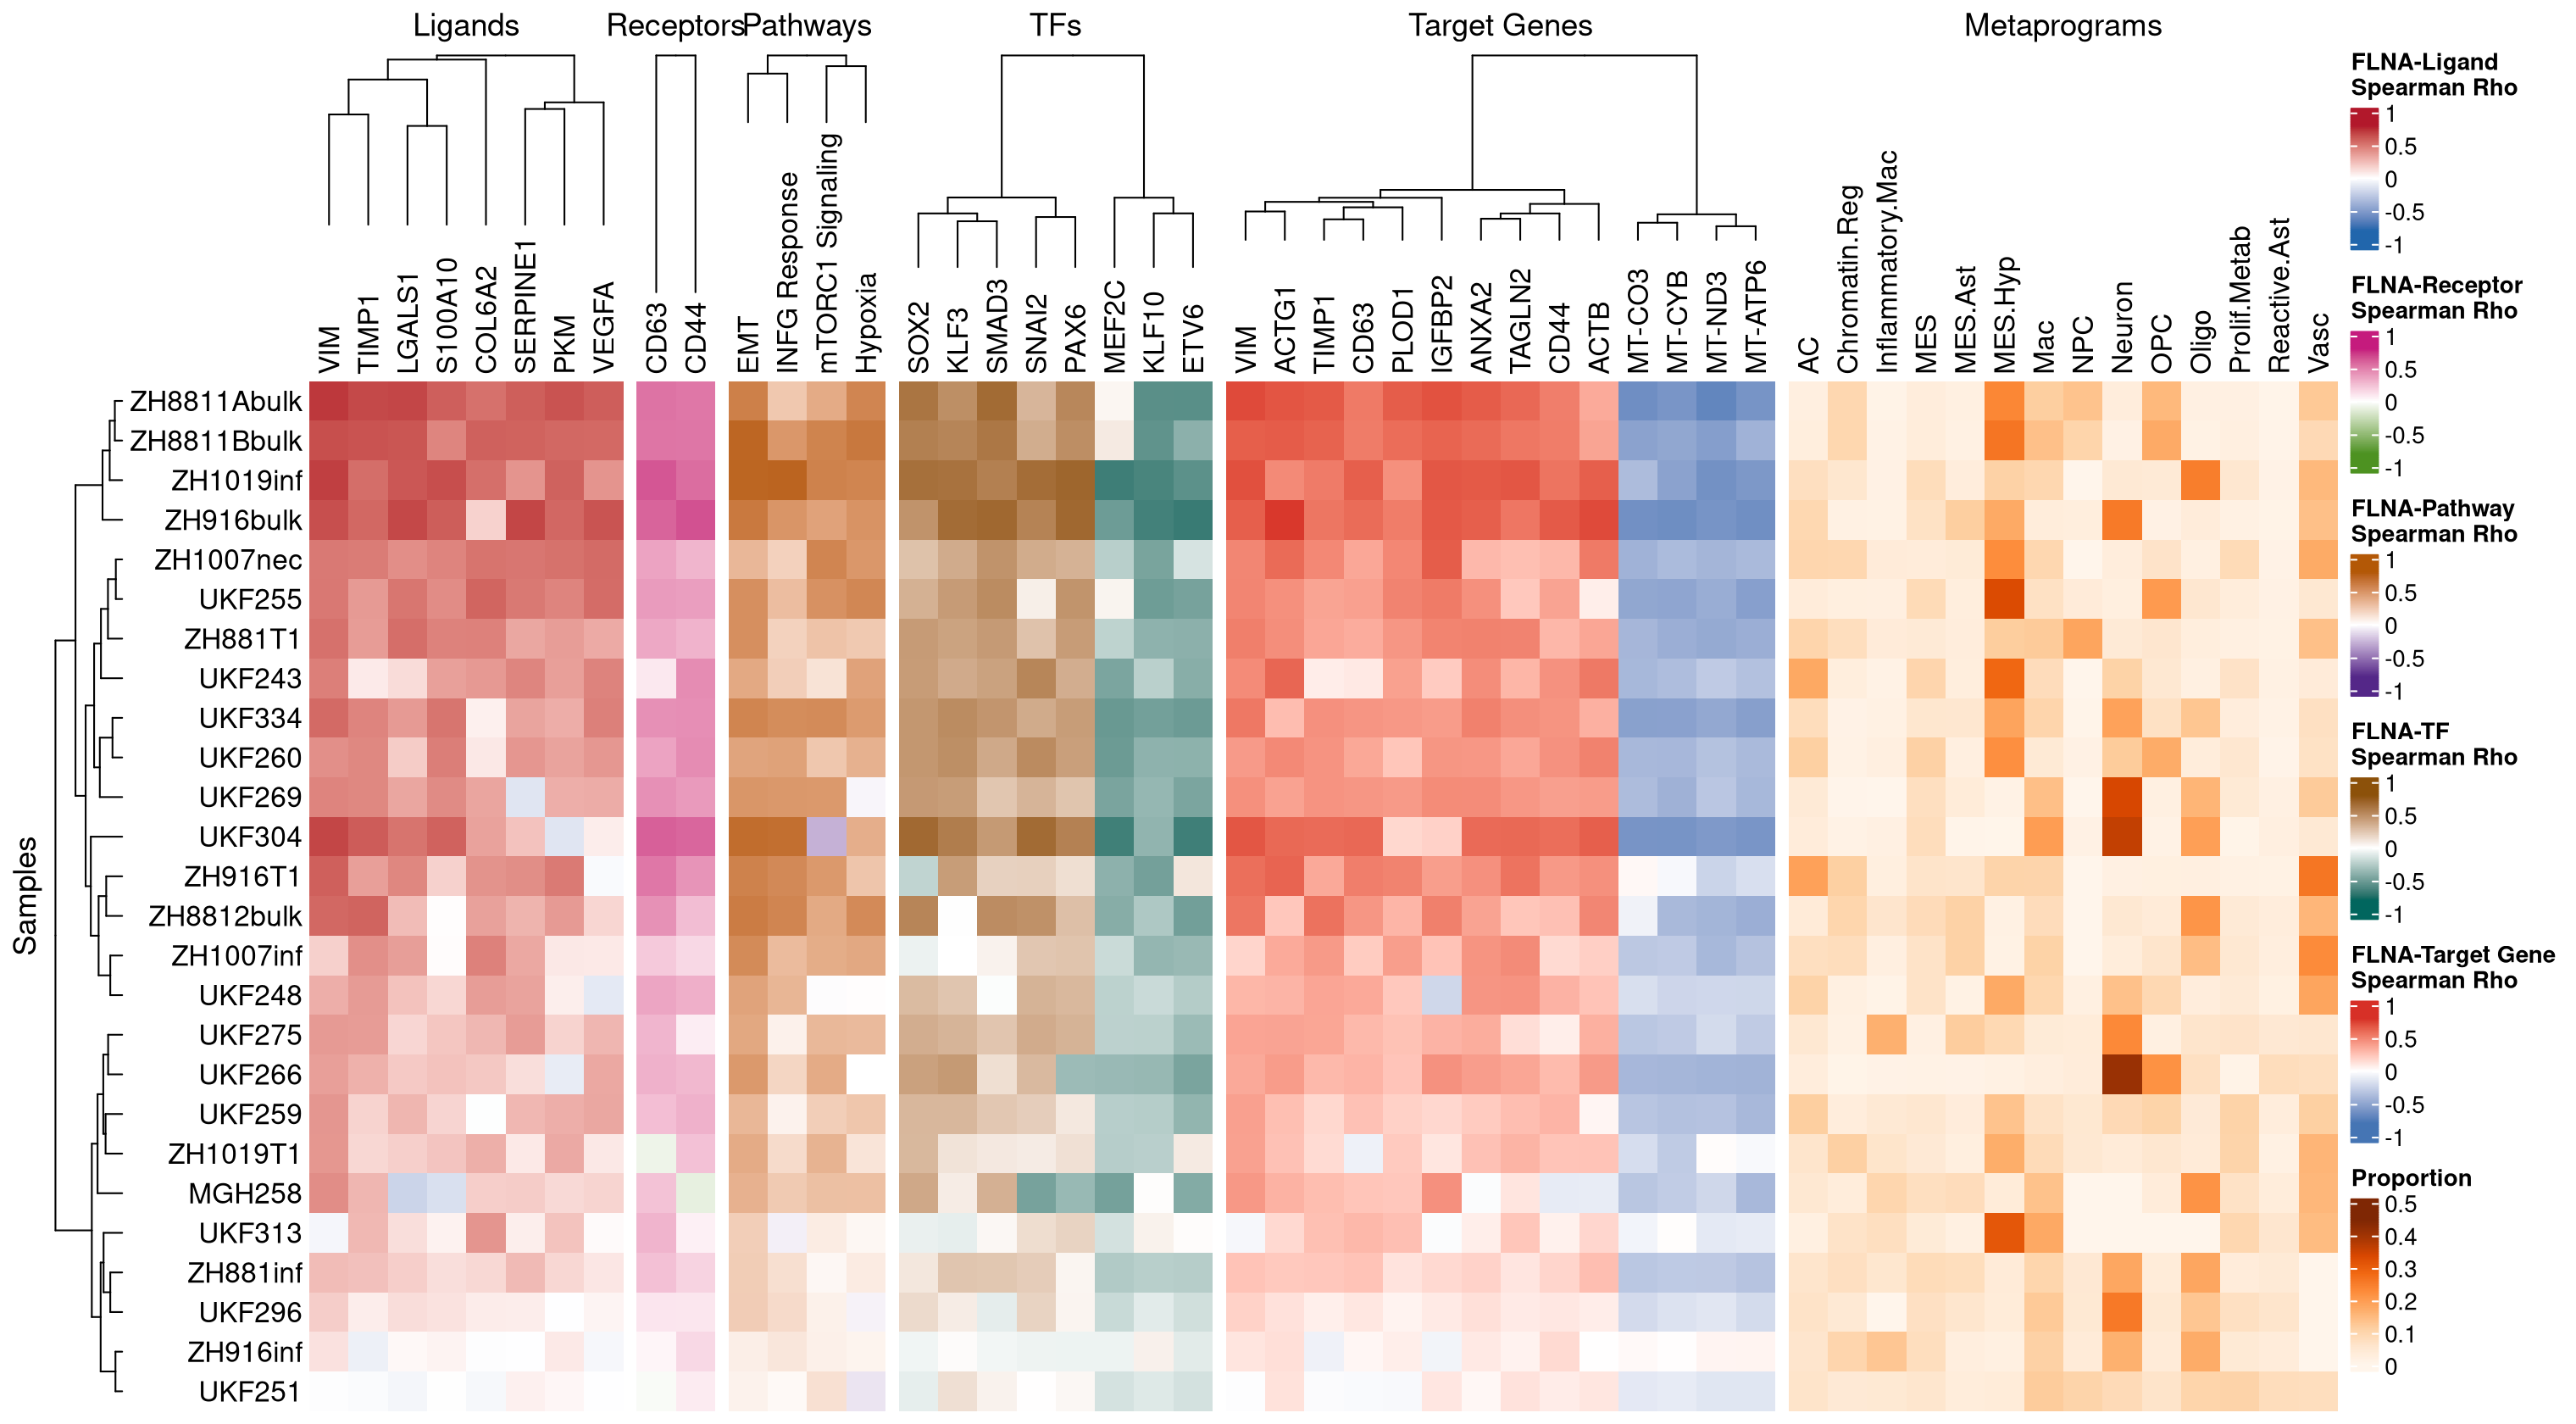 Ligands
Receptors
Pathways
TFs
Target Genes
Metaprograms
VIM
TIMP1
LGALS1
S100A10
COL6A2
SERPINE1
PKM
VEGFA
CD63
CD44
EMT
INFG Response
mTORC1 Signaling
Hypoxia
SOX2
KLF3
SMAD3
SNAI2
PAX6
MEF2C
KLF10
ETV6
VIM
ACTG1
TIMP1
CD63
PLOD1
IGFBP2
ANXA2
TAGLN2
CD44
ACTB
MT-CO3
MT-CYB
MT-ND3
MT-ATP6
AC
Chromatin.Reg
Inflammatory.Mac
MES
MES.Ast
MES.Hyp
Mac
NPC
Neuron
OPC
Oligo
Prolif.Metab
Reactive.Ast
Vasc
Samples
ZH8811Abulk
ZH8811Bbulk
ZH1019inf
ZH916bulk
ZH1007nec
UKF255
ZH881T1
UKF243
UKF334
UKF260
UKF269
UKF304
ZH916T1
ZH8812bulk
ZH1007inf
UKF248
UKF275
UKF266
UKF259
ZH1019T1
MGH258
UKF313
ZH881inf
UKF296
ZH916inf
UKF251
FLNA-Ligand
Spearman Rho
1
0.5
0
-0.5
-1
FLNA-Receptor
Spearman Rho
1
0.5
0
-0.5
-1
FLNA-Pathway
Spearman Rho
1
0.5
0
-0.5
-1
FLNA-TF
Spearman Rho
1
0.5
0
-0.5
-1
FLNA-Target Gene
Spearman Rho
1
0.5
0
-0.5
-1
Proportion
0.5
0.4
0.3
0.2
0.1
0